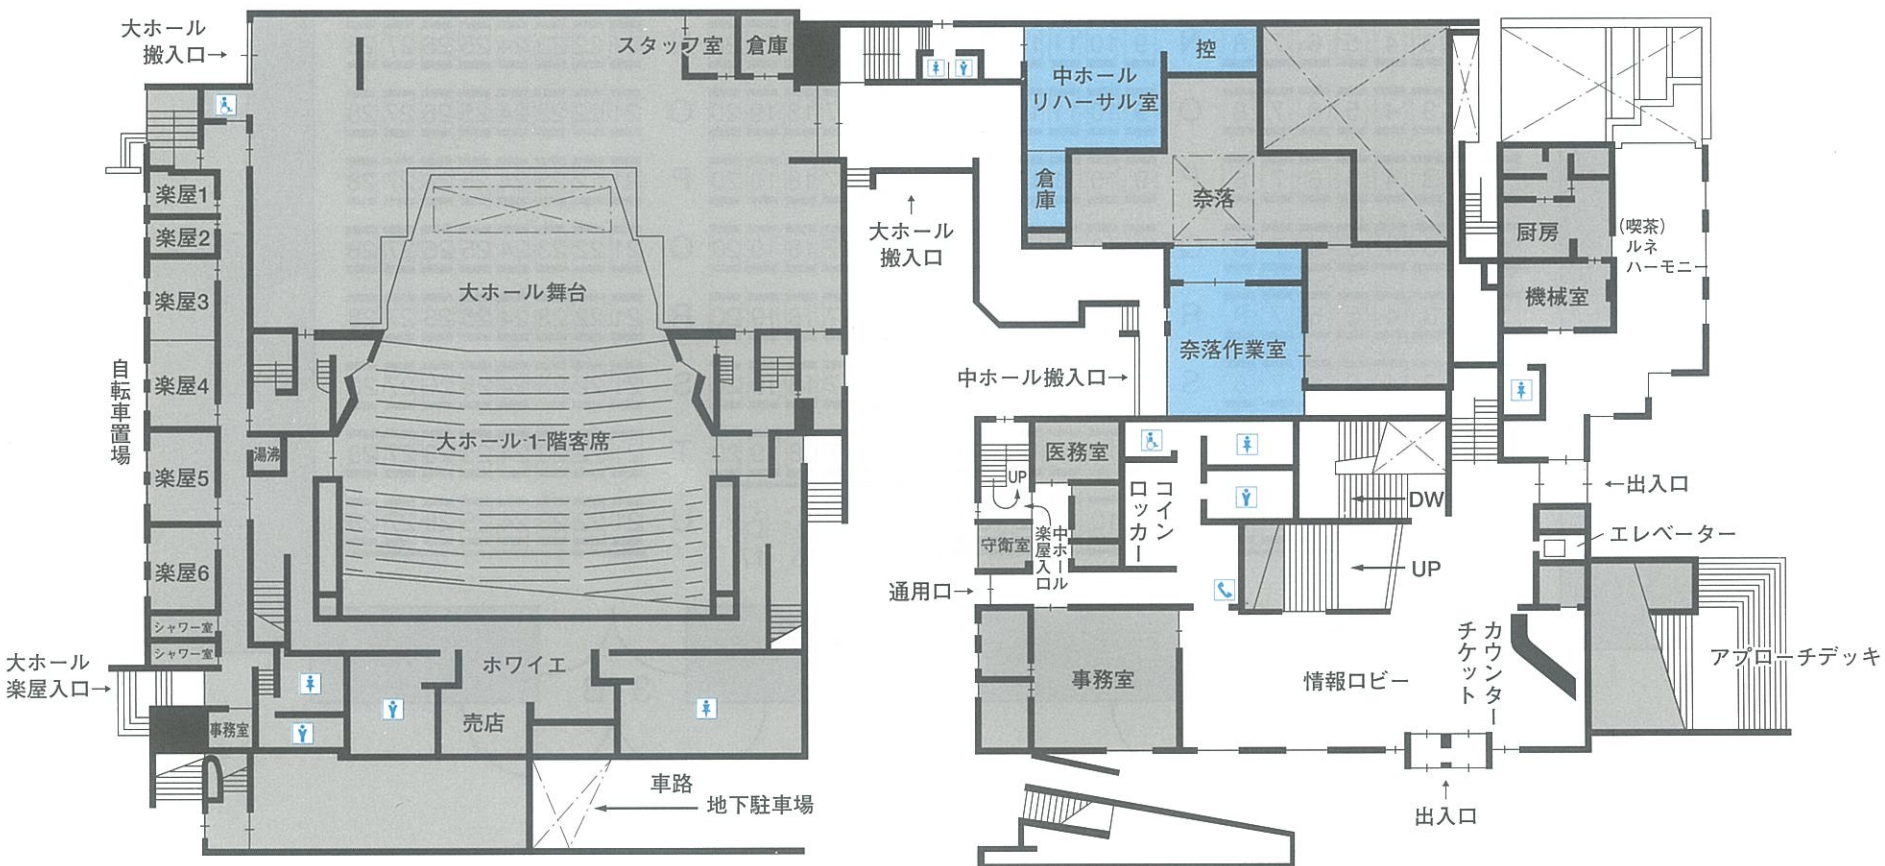 大ホール
搬入口→
スタッフ室
倉庫
控
中ホール
リハーサル室
倉
庫
奈落
楽屋1
楽屋2
楽屋3
楽屋4
楽屋5
楽屋6
シャワー室
シャワー室
自転車置場
大ホール舞台
大ホール1階客席
湯沸
↑
大ホール
搬入口
中ホール搬入口→
奈落作業室
厨房
機械室
(喫茶)
ルネ
ハーモニー
医務室
UP
守衛室
中ホール
楽屋入口
コイン
ロッカー
DW
UP
←出入口
エレベーター
通用口→
大ホール
楽屋入口→
事務室
ホワイエ
売店
事務室
情報ロビー
カウンター
チケット
アプローチデッキ
車路
地下駐車場
↑
出入口